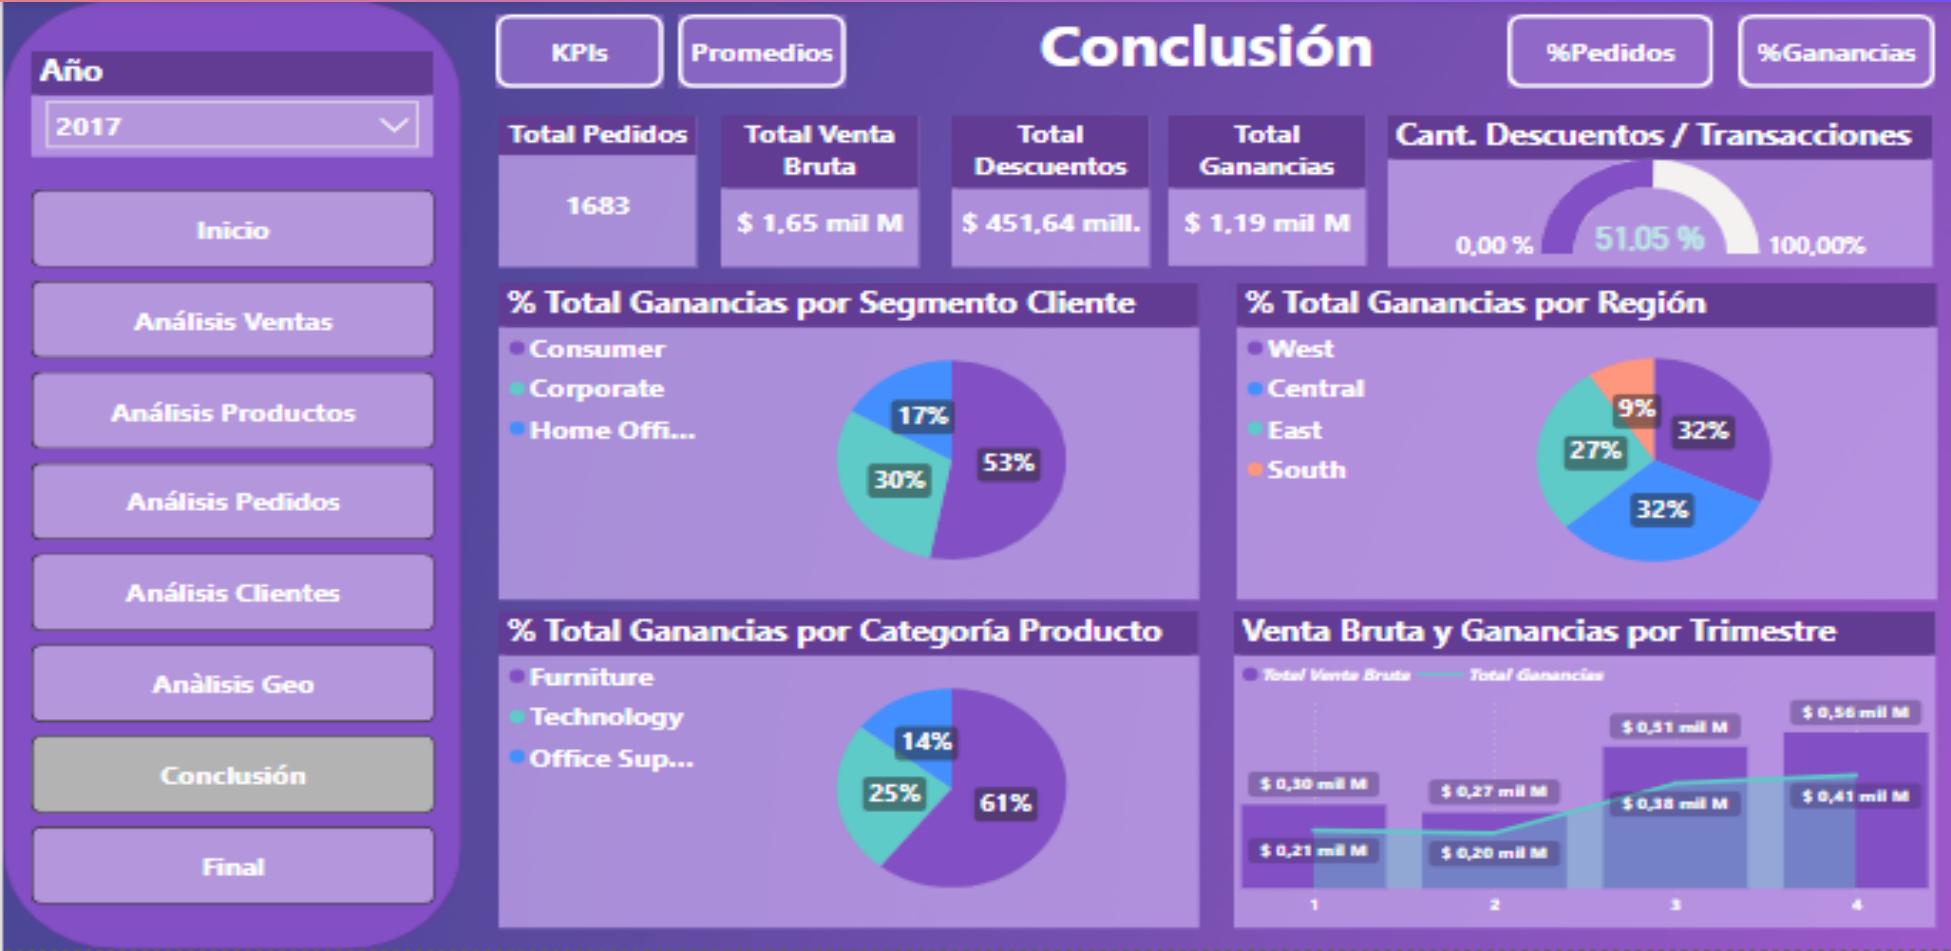 Año
2017
Inicio
Análisis Ventas
Análisis Productos
Análisis Pedidos
Análisis Clientes
Anàlisis Geo
Conclusión
Final
KPIs
Promedios
Conclusión
%Pedidos
%Ganancias
Total Pedidos
1683
Total Venta
Bruta
$ 1,65 mil M
Total
Descuentos
$ 451,64 mill.
Total
Ganancias
$ 1,19 mil M
Cant. Descuentos / Transacciones
0,00 %
51.05 %
100,00%
% Total Ganancias por Segmento Cliente
Consumer
Corporate
Home Offi...
17%
53%
30%
% Total Ganancias por Región
West
Central
East
South
9%
32%
27%
32%
% Total Ganancias por Categoría Producto
Furniture
Technology
Office Sup...
14%
25%
61%
Venta Bruta y Ganancias por Trimestre
Total Venta Bruta Total Ganancias
$ 0,30 mil M
$ 0,27 mil M
$ 0,51 mil M
$ 0,56 mil M
$ 0,21 mil M
$ 0,20 mil M
$ 0,38 mil M
$ 0,41 mil M
1 2 3 4